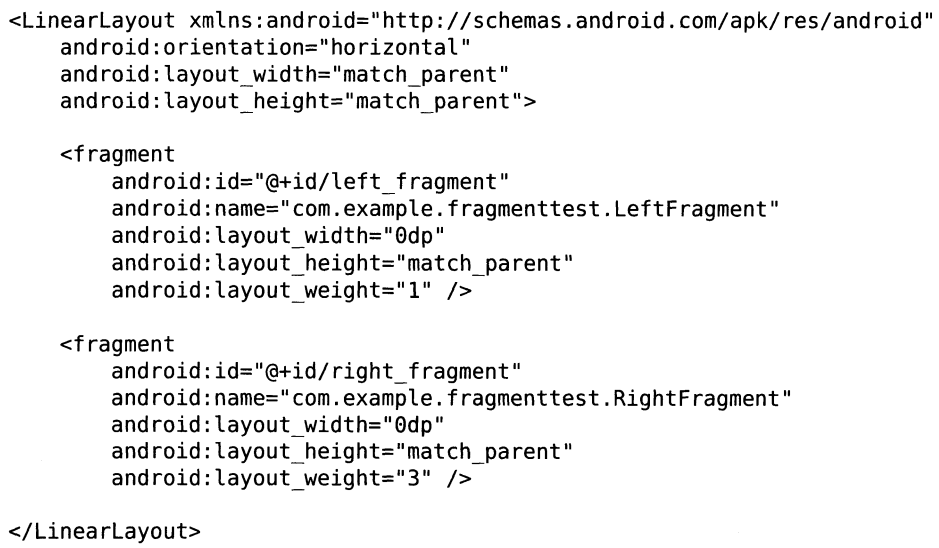 <LinearLayout xmlns:android="http://schemas.android.com/apk/res/android"
    android:orientation="horizontal"
    android:layout_width="match_parent"
    android:layout_height="match_parent">

    <fragment
        android:id="@+id/left_fragment"
        android:name="com.example.fragmenttest.LeftFragment"
        android:layout_width="0dp"
        android:layout_height="match_parent"
        android:layout_weight="1" />

    <fragment
        android:id="@+id/right_fragment"
        android:name="com.example.fragmenttest.RightFragment"
        android:layout_width="0dp"
        android:layout_height="match_parent"
        android:layout_weight="3" />

</LinearLayout>